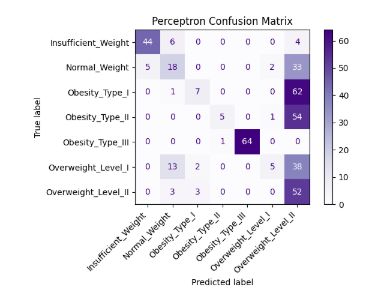 Perceptron Confusion Matrix
Insufficient_Weight 44 6 0 0 0 0 4
Normal_Weight 5 18 0 0 0 2 33
Obesity_Type_I 0 1 7 0 0 0 62
Obesity_Type_II 0 0 0 5 0 1 54
Obesity_Type_III 0 0 0 1 64 0 0
Overweight_Level_I 0 13 2 0 0 5 38
Overweight_Level_II 0 3 3 0 0 0 52
True label
Insufficient_Weight
Normal_Weight
Obesity_Type_I
Obesity_Type_II
Obesity_Type_III
Overweight_Level_I
Overweight_Level_II
Predicted label
60
50
40
30
20
10
0